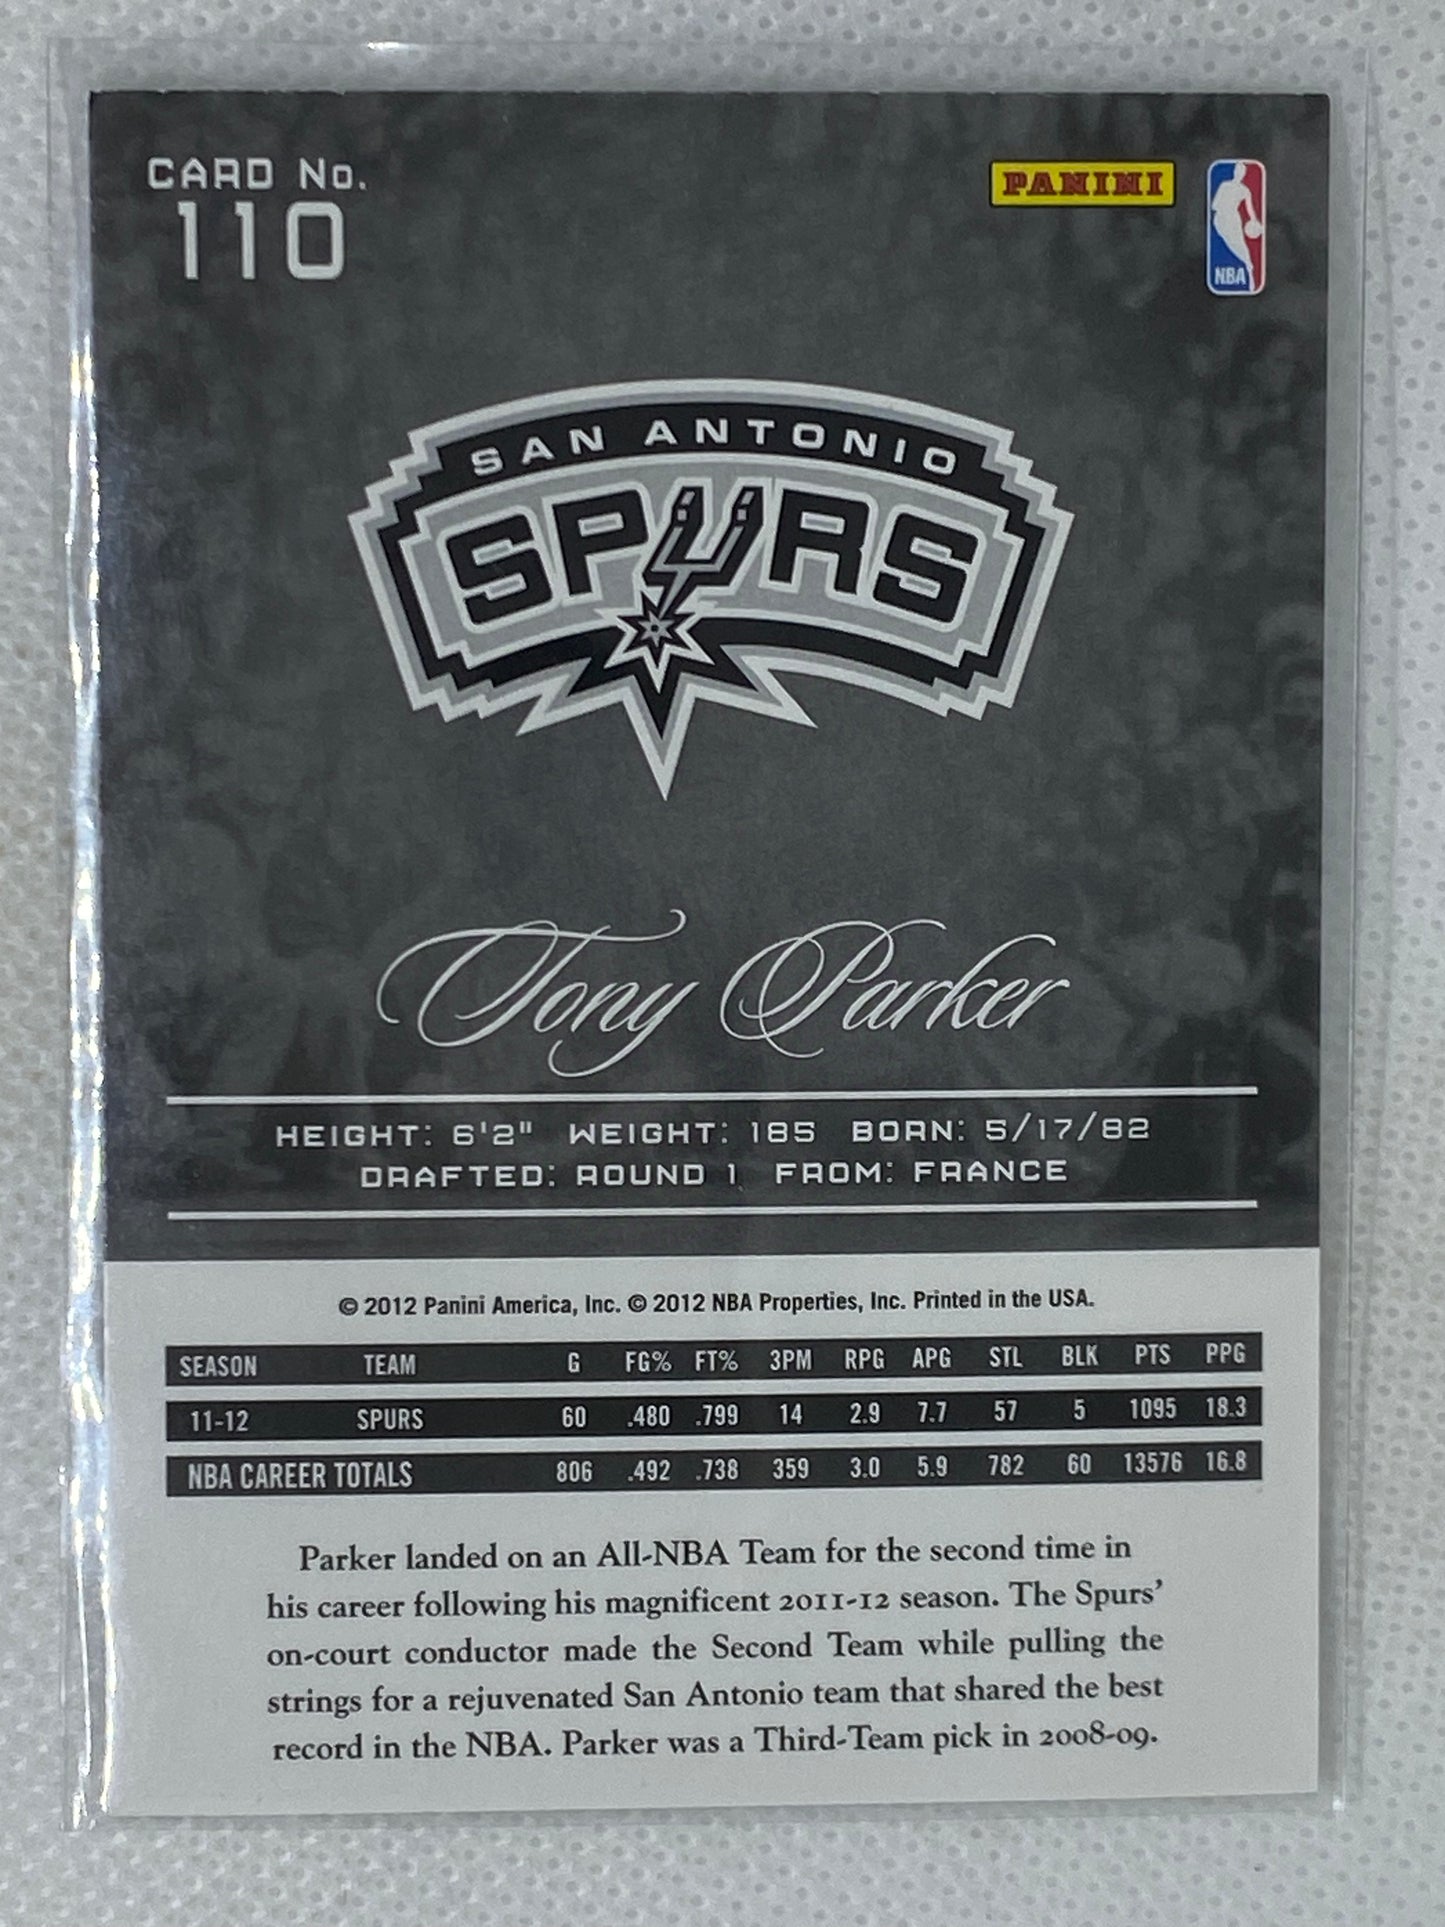 CARD No.
110
PANINI
NBA
SAN ANTONIO
SPURS
Tony Parker
HEIGHT: 6'2" WEIGHT: 185 BORN: 5/17/82
DRAFTED: ROUND 1 FROM: FRANCE
© 2012 Panini America, Inc. © 2012 NBA Properties, Inc. Printed in the USA.
SEASON TEAM G FG% FT% 3PM RPG APG STL BLK PTS PPG
11-12 SPURS 60 .480 .799 14 2.9 7.7 57 5 1095 18.3
NBA CAREER TOTALS 806 .492 .738 359 3.0 5.9 782 60 13576 16.8
Parker landed on an All-NBA Team for the second time in
his career following his magnificent 2011-12 season. The Spurs'
on-court conductor made the Second Team while pulling the
strings for a rejuvenated San Antonio team that shared the best
record in the NBA. Parker was a Third-Team pick in 2008-09.